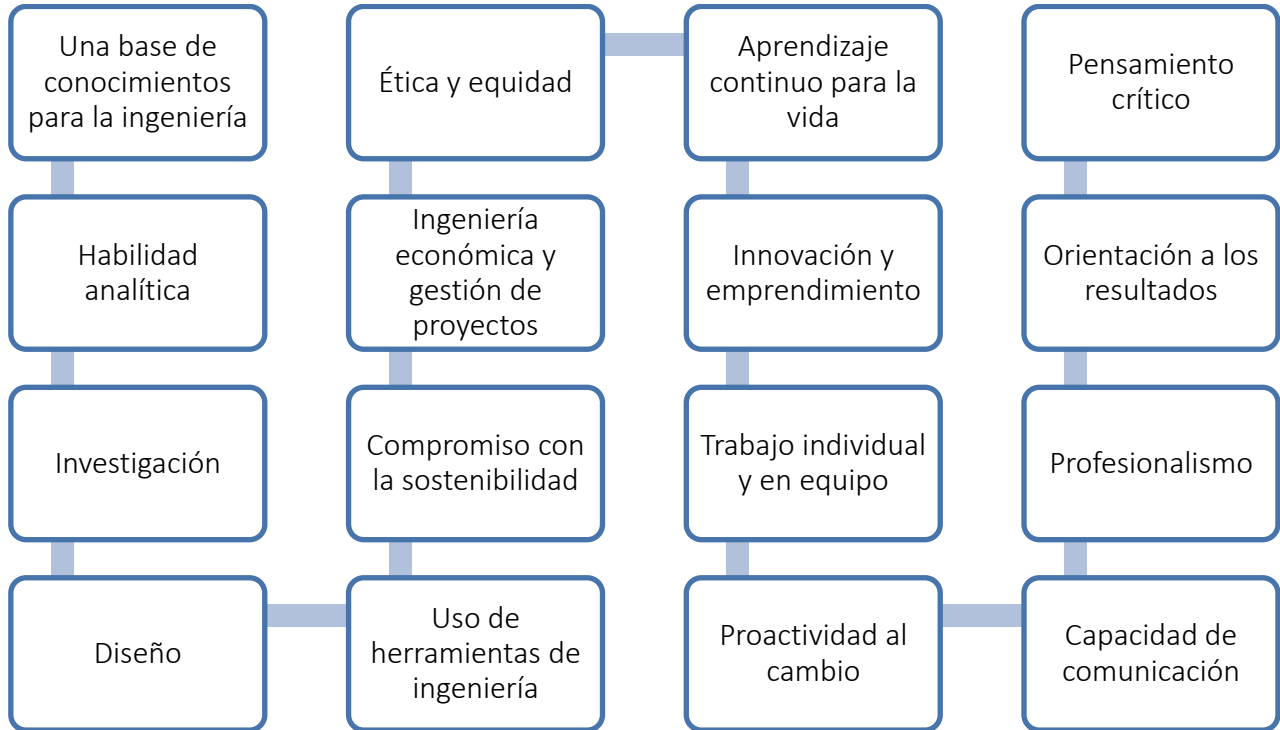 Una base de
conocimientos
para la ingeniería
Habilidad
analítica
Investigación
Diseño
Uso de
herramientas de
ingeniería
Compromiso con
la sostenibilidad
Ingeniería
económica y
gestión de
proyectos
Ética y equidad
Aprendizaje
continuo para la
vida
Innovación y
emprendimiento
Trabajo individual
y en equipo
Proactividad al
cambio
Capacidad de
comunicación
Profesionalismo
Orientación a los
resultados
Pensamiento
crítico